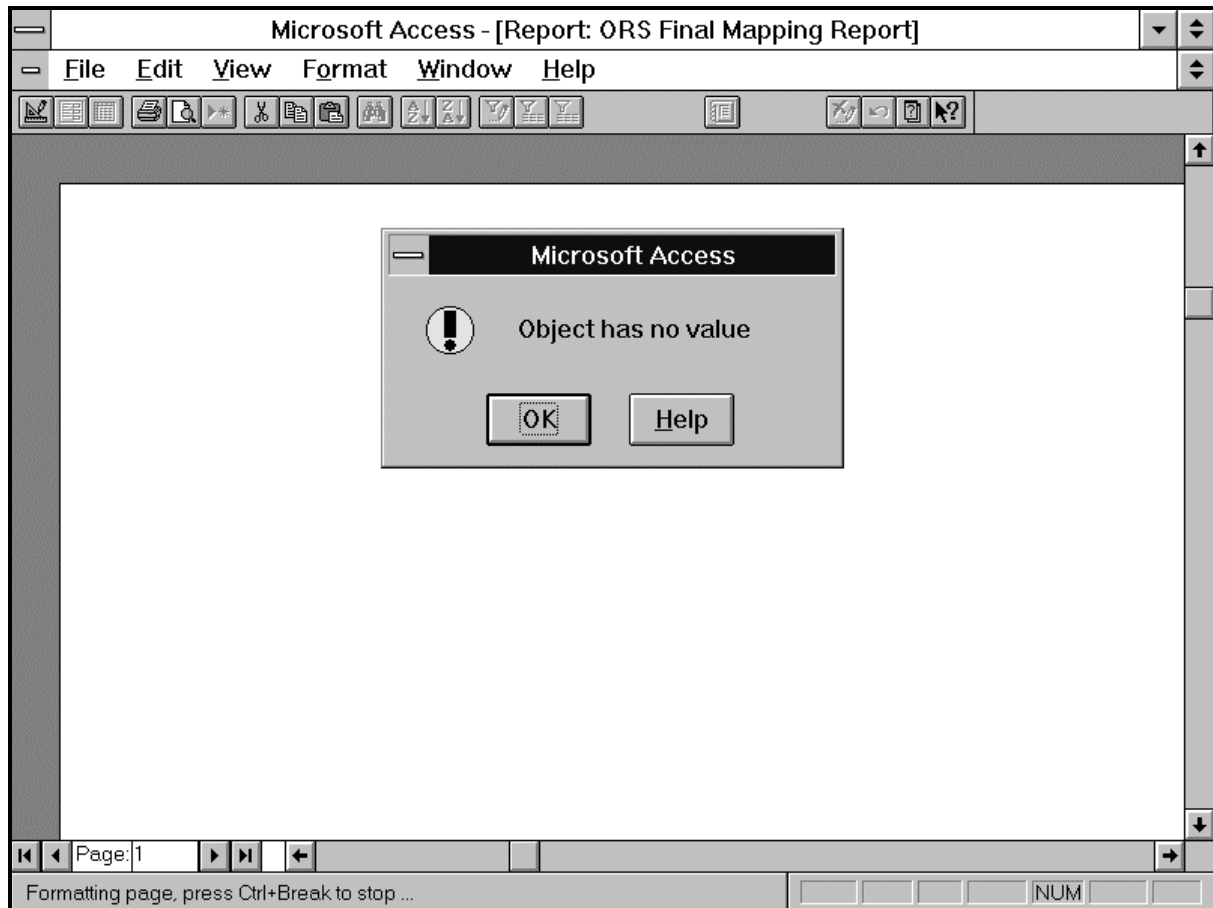 Microsoft Access - [Report: ORS Final Mapping Report]
File Edit View Format Window Help
Microsoft Access
Object has no value
OK Help
Page: 1
Formatting page, press Ctrl+Break to stop ... NUM